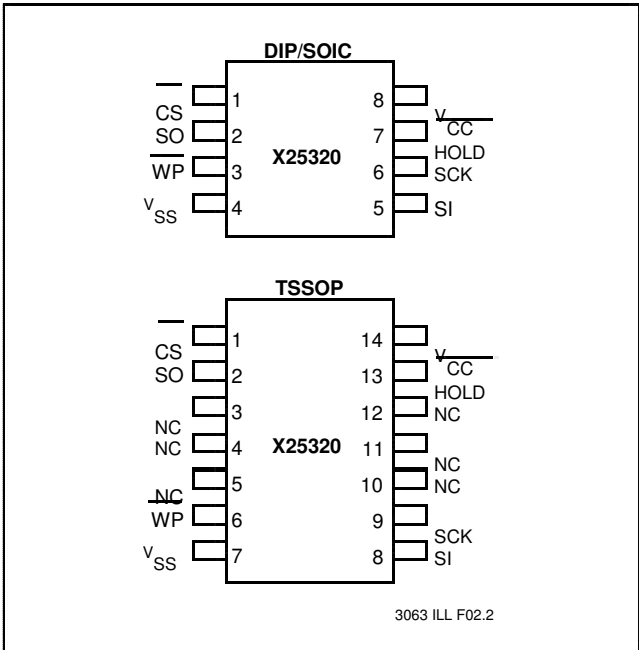 DIP/SOIC
1 8
CS VCC
SO 2 7
X25320 HOLD
WP 3 6 SCK
VSS 4 5 SI
TSSOP
1 14
CS VCC
SO 2 13
HOLD
3 12 NC
NC
NC 4 X25320 11
NC
5 10 NC
NC
WP 6 9
SCK
VSS 7 8 SI
3063 ILL F02.2